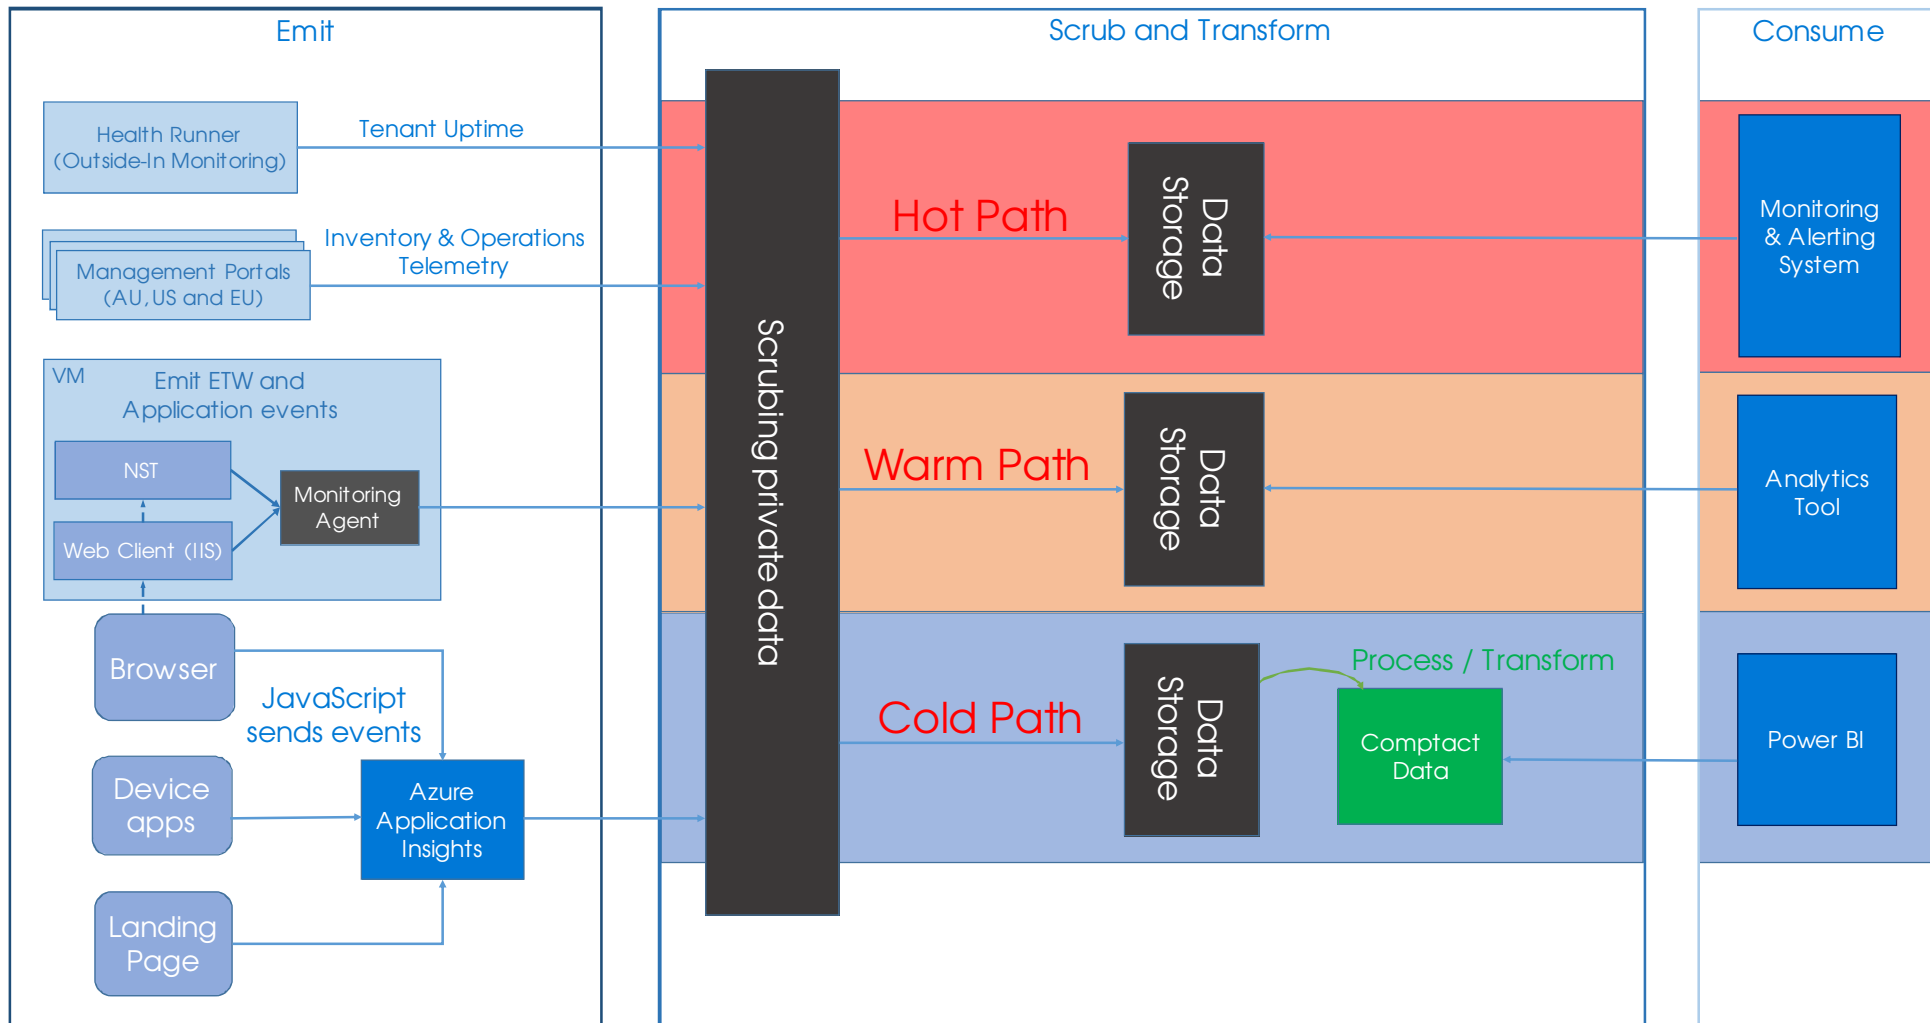 Emit
Health Runner
(Outside-In Monitoring)
Tenant Uptime
Inventory & Operations
Telemetry
Management Portals
(AU, US and EU)
VM
Emit ETW and
Application events
NST
Web Client (IIS)
Monitoring
Agent
Browser
JavaScript
sends events
Device
apps
Azure
Application
Insights
Landing
Page
Scrub and Transform
Scrubing private data
Hot Path
Data
Storage
Warm Path
Data
Storage
Cold Path
Data
Storage
Process / Transform
Comptact
Data
Consume
Monitoring
& Alerting
System
Analytics
Tool
Power BI